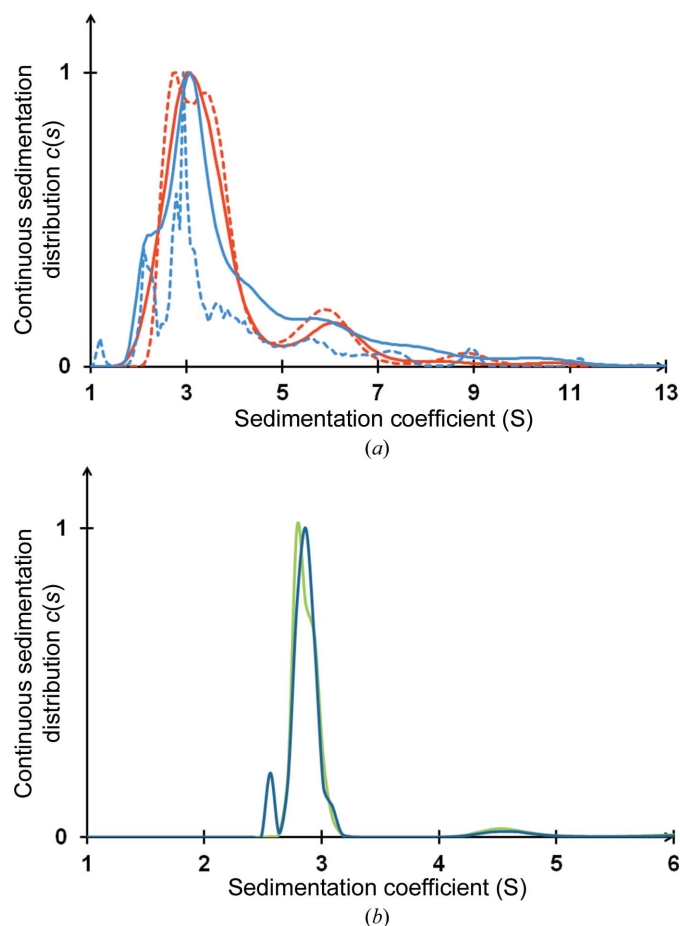 Continuous sedimentation
distribution c(s)
1
0
1 3 5 7 9 11 13
Sedimentation coefficient (S)
(a)
Continuous sedimentation
distribution c(s)
1
0
1 2 3 4 5 6
Sedimentation coefficient (S)
(b)